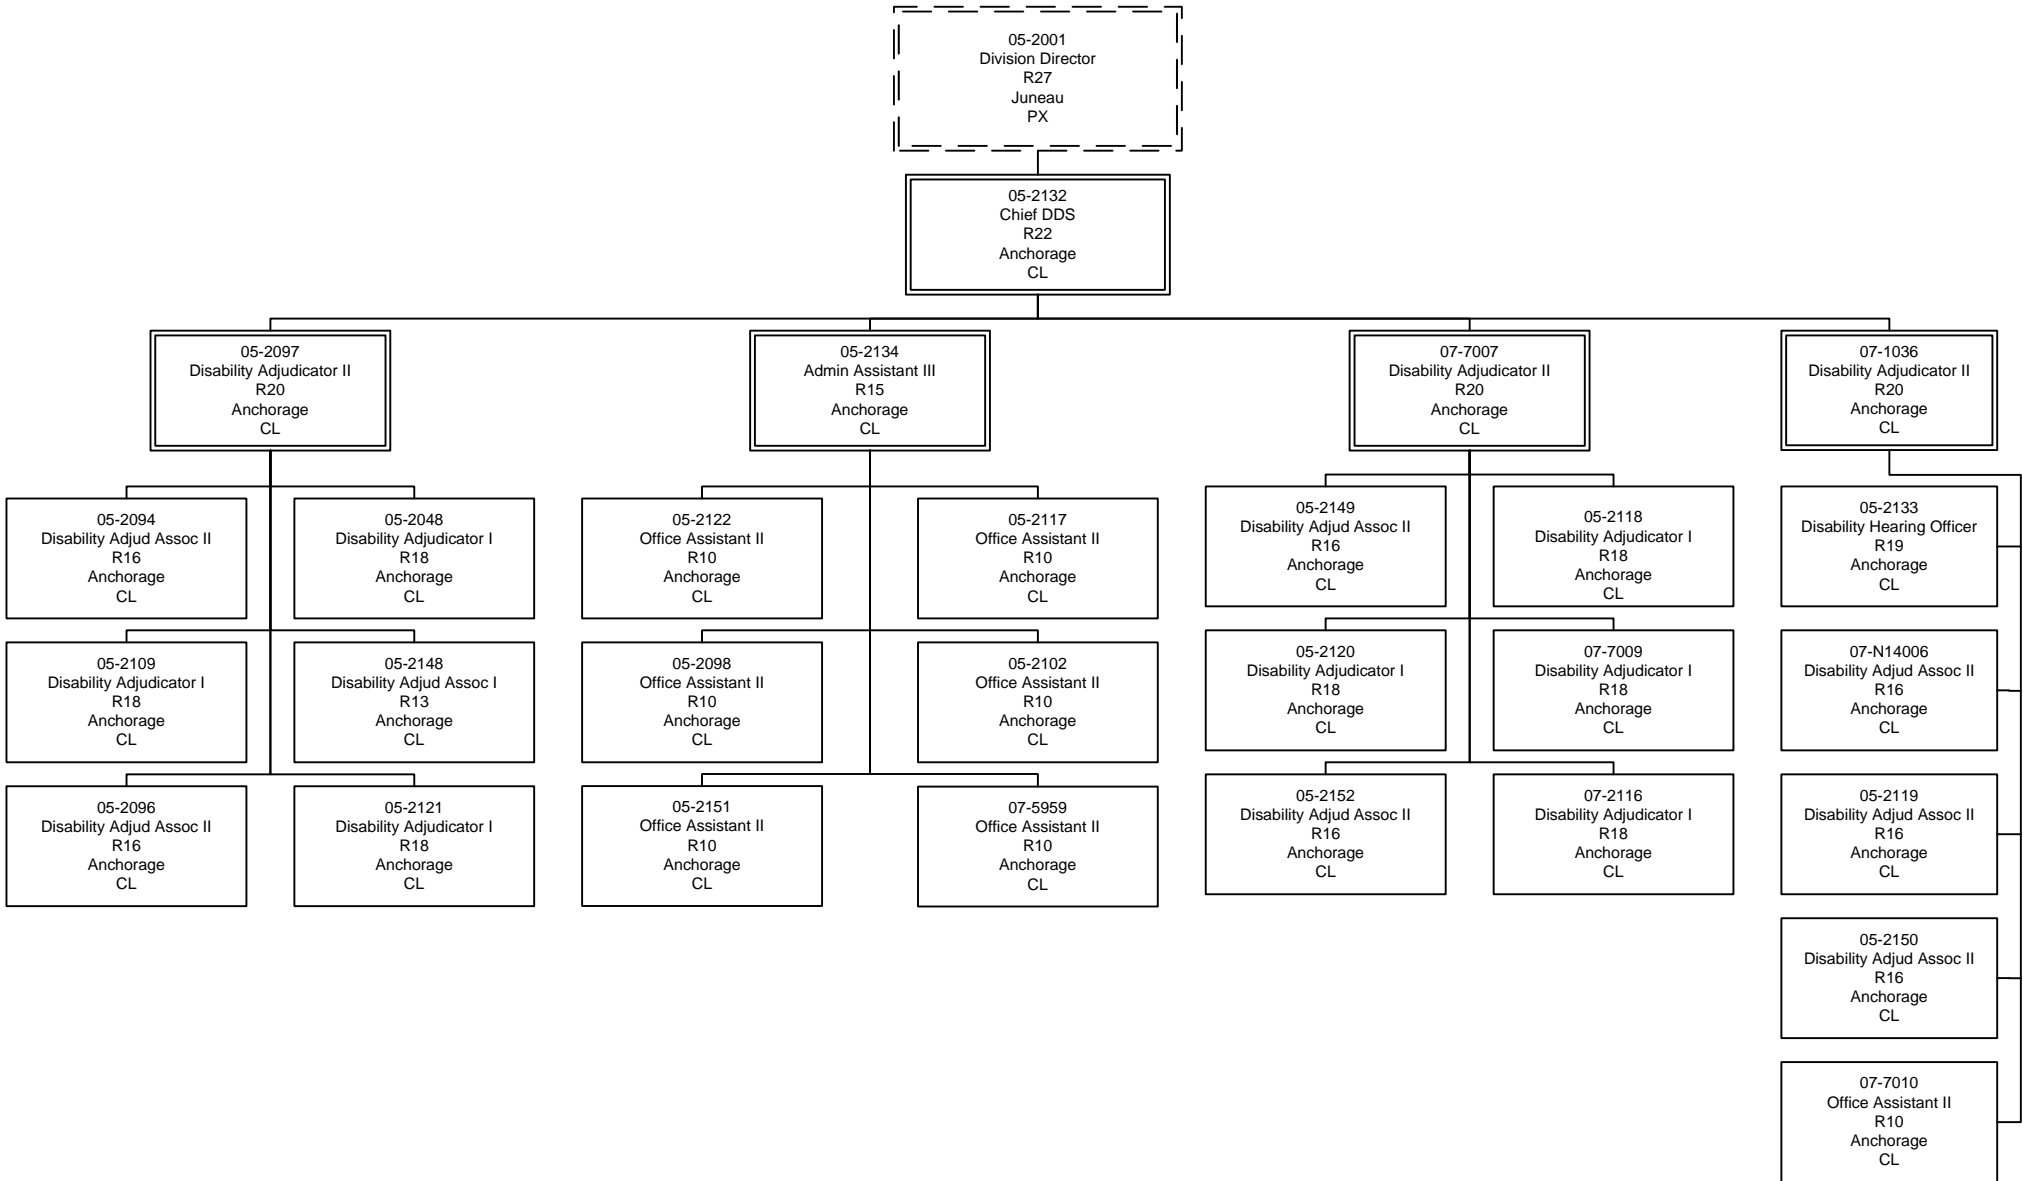 05-2001
Division Director
R27
Juneau
PX
05-2132
Chief DDS
R22
Anchorage
CL
05-2097
Disability Adjudicator II
R20
Anchorage
CL
05-2134
Admin Assistant III
R15
Anchorage
CL
07-7007
Disability Adjudicator II
R20
Anchorage
CL
07-1036
Disability Adjudicator II
R20
Anchorage
CL
05-2094
Disability Adjud Assoc II
R16
Anchorage
CL
05-2048
Disability Adjudicator I
R18
Anchorage
CL
05-2122
Office Assistant II
R10
Anchorage
CL
05-2117
Office Assistant II
R10
Anchorage
CL
05-2149
Disability Adjud Assoc II
R16
Anchorage
CL
05-2118
Disability Adjudicator I
R18
Anchorage
CL
05-2133
Disability Hearing Officer
R19
Anchorage
CL
05-2109
Disability Adjudicator I
R18
Anchorage
CL
05-2148
Disability Adjud Assoc I
R13
Anchorage
CL
05-2098
Office Assistant II
R10
Anchorage
CL
05-2102
Office Assistant II
R10
Anchorage
CL
05-2120
Disability Adjudicator I
R18
Anchorage
CL
07-7009
Disability Adjudicator I
R18
Anchorage
CL
07-N14006
Disability Adjud Assoc II
R16
Anchorage
CL
05-2096
Disability Adjud Assoc II
R16
Anchorage
CL
05-2121
Disability Adjudicator I
R18
Anchorage
CL
05-2151
Office Assistant II
R10
Anchorage
CL
07-5959
Office Assistant II
R10
Anchorage
CL
05-2152
Disability Adjud Assoc II
R16
Anchorage
CL
07-2116
Disability Adjudicator I
R18
Anchorage
CL
05-2119
Disability Adjud Assoc II
R16
Anchorage
CL
05-2150
Disability Adjud Assoc II
R16
Anchorage
CL
07-7010
Office Assistant II
R10
Anchorage
CL